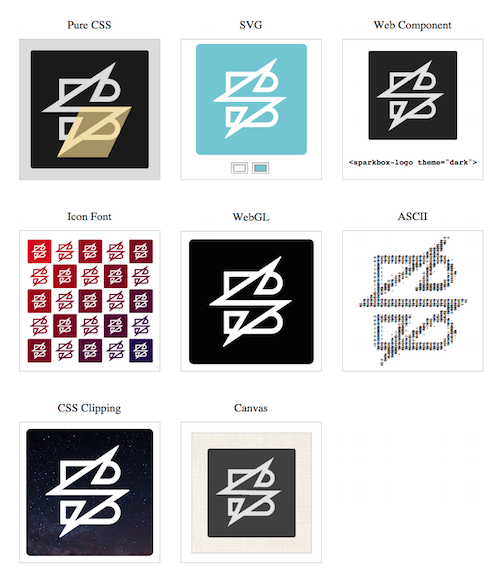 Pure CSS
SVG
Web Component
<sparkbox-logo theme="dark">
Icon Font
WebGL
ASCII
CSS Clipping
Canvas